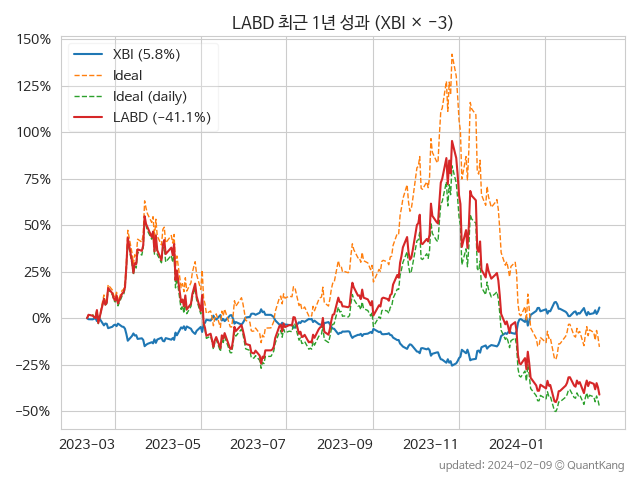 LABD 최근 1년 성과 (XBI × −3)
150%
125%
100%
75%
50%
25%
0%
−25%
−50%
XBI (5.8%)
Ideal
Ideal (daily)
LABD (−41.1%)
2023-03
2023-05
2023-07
2023-09
2023-11
2024-01
updated: 2024-02-09 ⓒ QuantKang